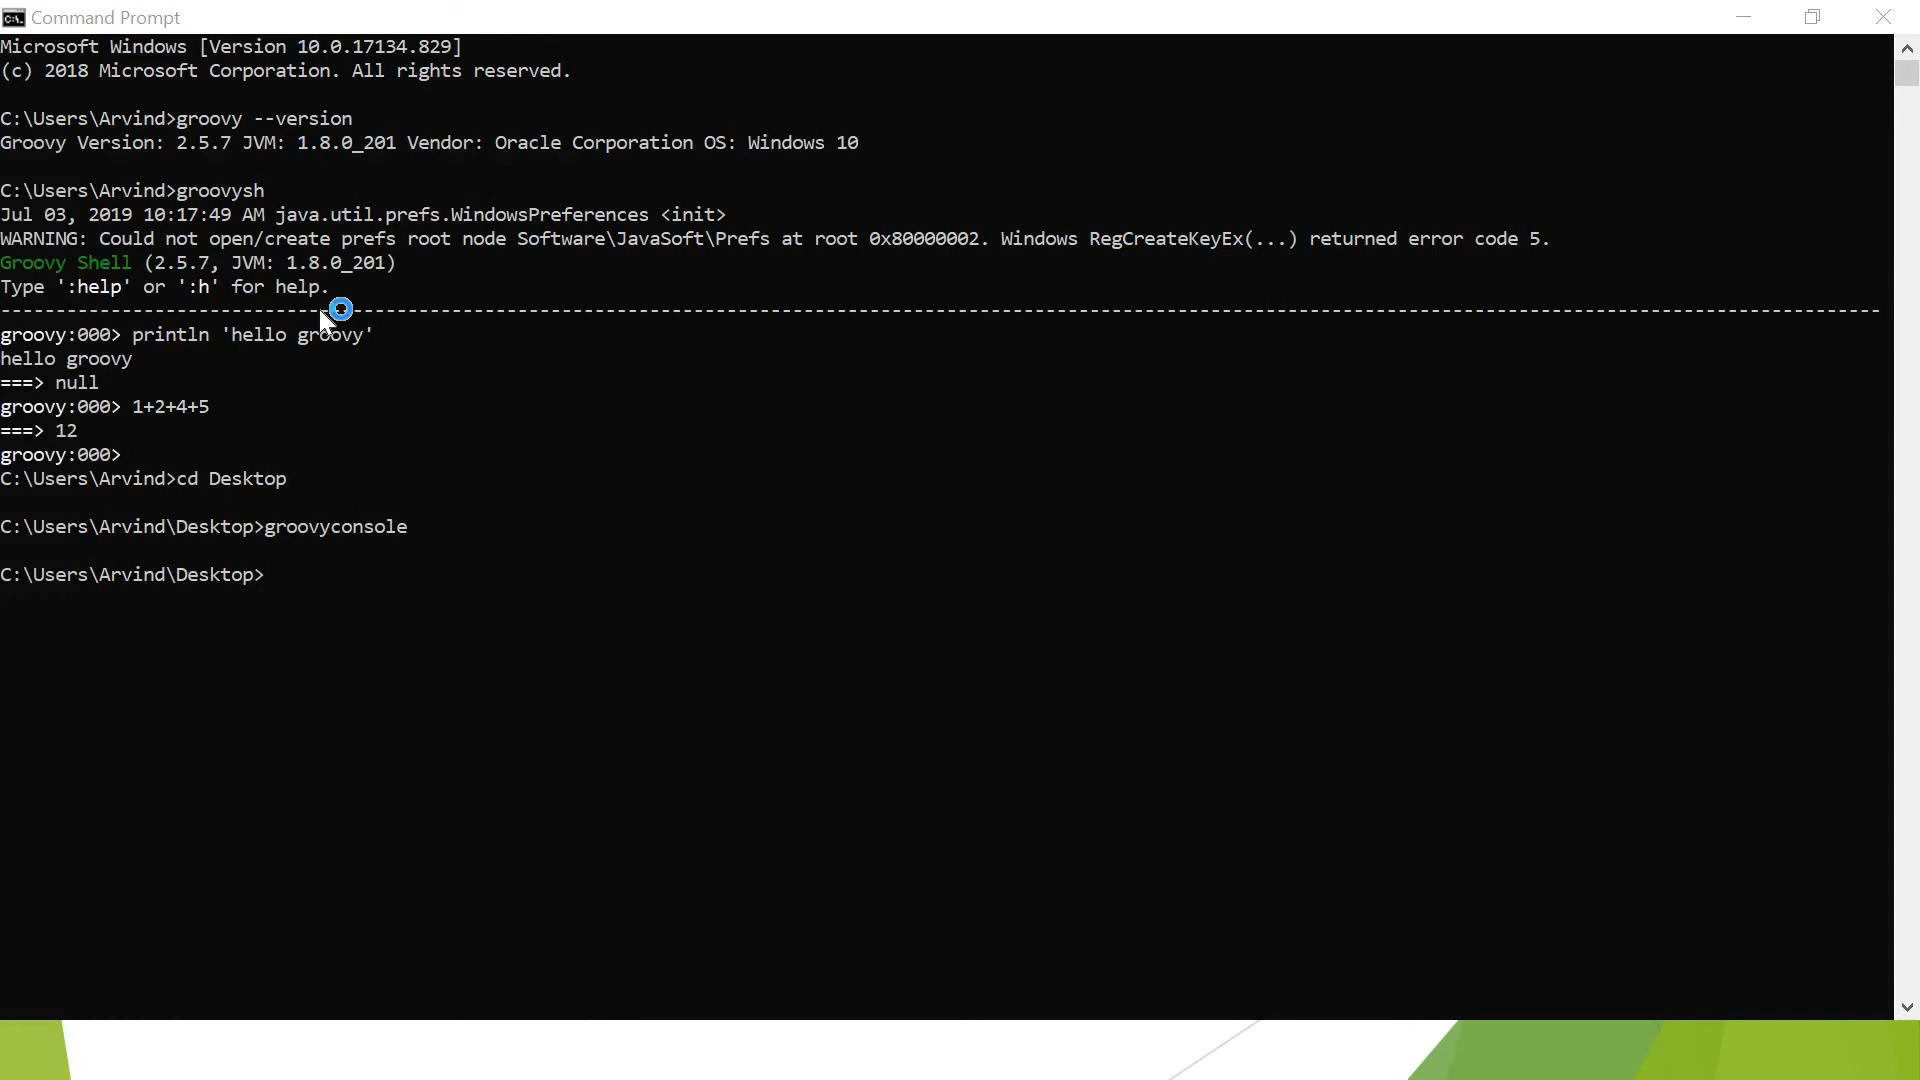 Command Prompt
Microsoft Windows [Version 10.0.17134.829]
(c) 2018 Microsoft Corporation. All rights reserved.
C:\Users\Arvind>groovy --version
Groovy Version: 2.5.7 JVM: 1.8.0_201 Vendor: Oracle Corporation OS: Windows 10
C:\Users\Arvind>groovysh
Jul 03, 2019 10:17:49 AM java.util.prefs.WindowsPreferences <init>
WARNING: Could not open/create prefs root node Software\JavaSoft\Prefs at root 0x80000002. Windows RegCreateKeyEx(...) returned error code 5.
Groovy Shell (2.5.7, JVM: 1.8.0_201)
Type ':help' or ':h' for help.
groovy:000> println 'hello groovy'
hello groovy
===> null
groovy:000> 1+2+4+5
===> 12
groovy:000>
C:\Users\Arvind>cd Desktop
C:\Users\Arvind\Desktop>groovyconsole
C:\Users\Arvind\Desktop>